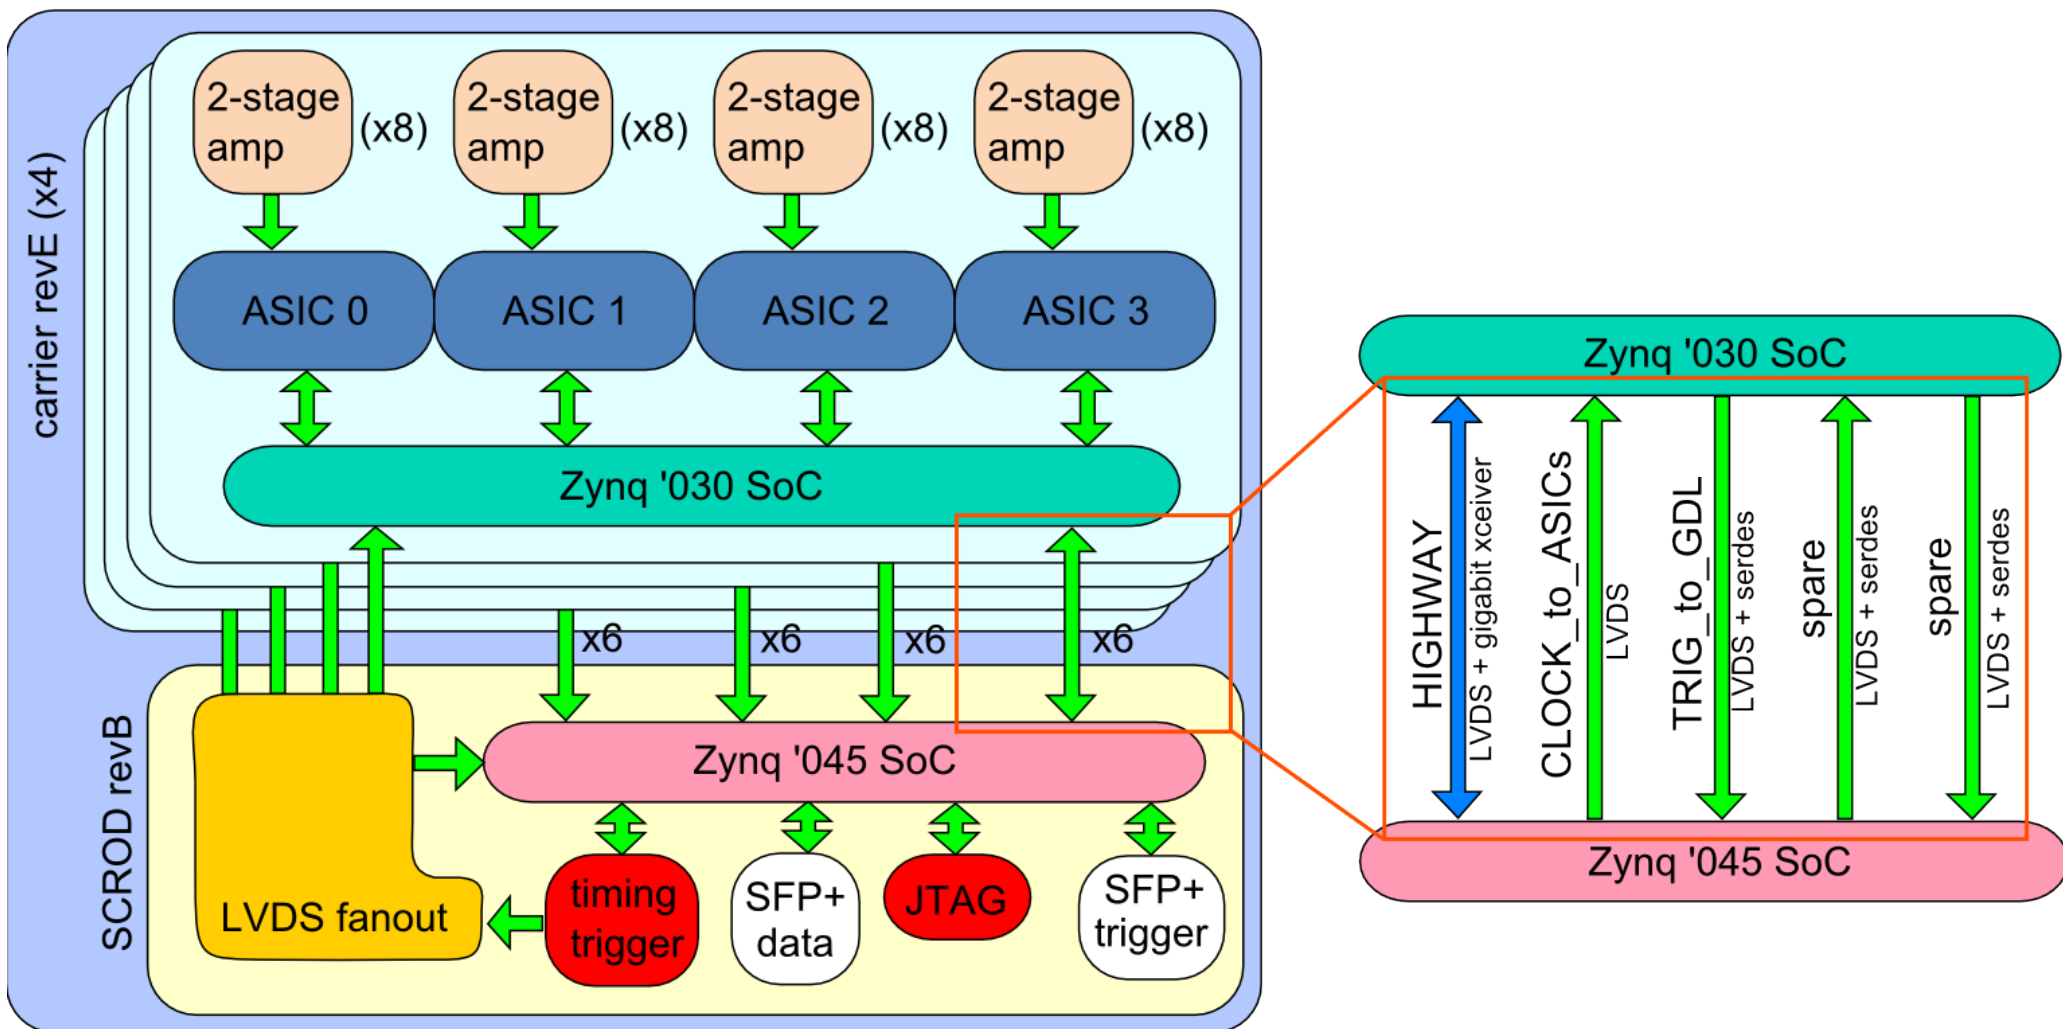 carrier revE (x4)
2-stage
amp
(x8)
2-stage
amp
(x8)
2-stage
amp
(x8)
2-stage
amp
(x8)
ASIC 0
ASIC 1
ASIC 2
ASIC 3
Zynq '030 SoC
x6
x6
x6
x6
SCROD revB
LVDS fanout
Zynq '045 SoC
timing
trigger
SFP+
data
JTAG
SFP+
trigger
Zynq '030 SoC
HIGHWAY
LVDS + gigabit xceiver
CLOCK_to_ASICs
LVDS
TRIG_to_GDL
LVDS + serdes
spare
LVDS + serdes
spare
LVDS + serdes
Zynq '045 SoC